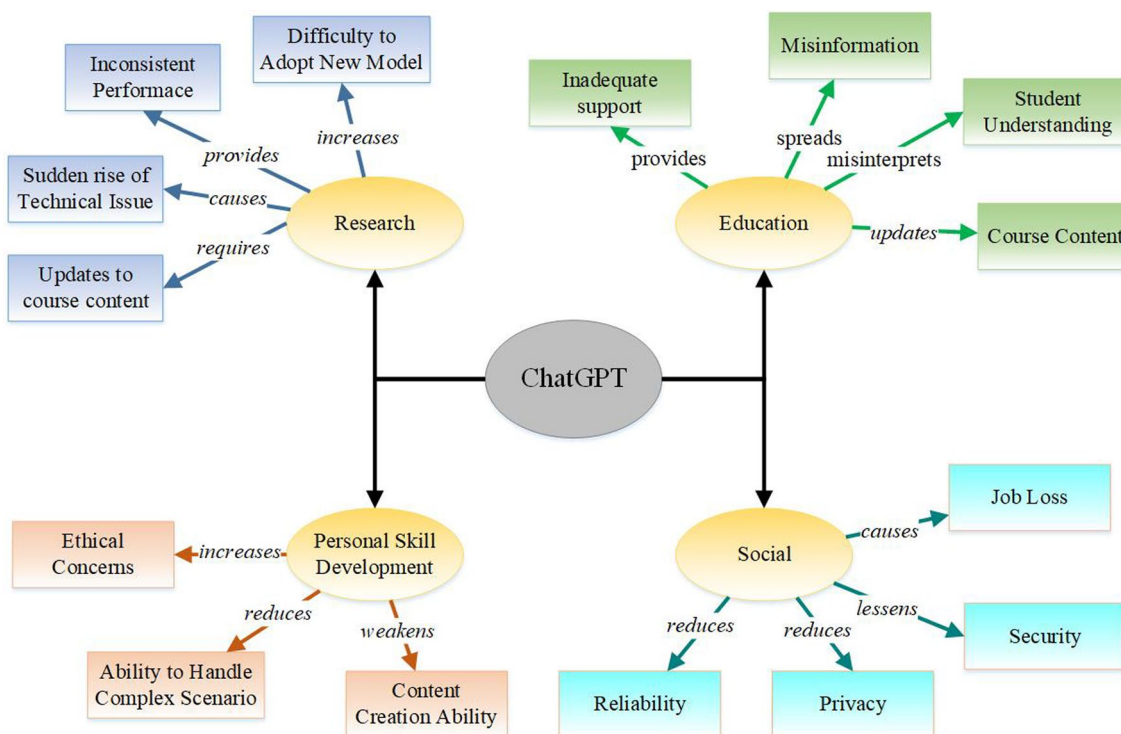 Inconsistent
Performace
Difficulty to
Adopt New Model
increases
provides
Sudden rise of
Technical Issue
causes
requires
Updates to
course content
Research
Inadequate
support
Misinformation
Student
Understanding
spreads
provides
misinterprets
Education
updates
Course Content
ChatGPT
Ethical
Concerns
increases
Personal Skill
Development
reduces
weakens
Ability to Handle
Complex Scenario
Content
Creation Ability
Social
causes
Job Loss
lessens
Security
reduces
reduces
Reliability
Privacy